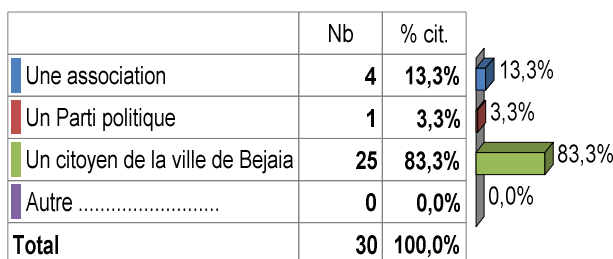 Nb % cit.
Une association 4 13,3% 13,3%
Un Parti politique 1 3,3% 3,3%
Un citoyen de la ville de Bejaia 25 83,3% 83,3%
Autre .......................... 0 0,0% 0,0%
Total 30 100,0%